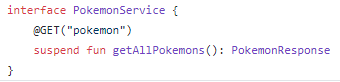 interface PokemonService {
    @GET("pokemon")
    suspend fun getAllPokemons(): PokemonResponse
}